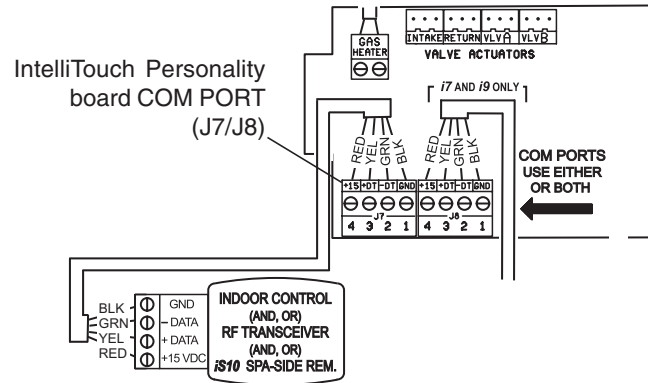 INTAKE RETURN VLV A VLV B
VALVE ACTUATORS
GAS
HEATER
IntelliTouch Personality
board COM PORT
(J7/J8)
i7 AND i9 ONLY
RED YEL GRN BLK
RED YEL GRN BLK
COM PORTS
USE EITHER
OR BOTH
+15 +DT -DT GND
+15 +DT -DT GND
J7
J8
4 3 2 1
4 3 2 1
BLK GND
GRN – DATA
YEL + DATA
RED +15 VDC
INDOOR CONTROL
(AND, OR)
RF TRANSCEIVER
(AND, OR)
iS10 SPA-SIDE REM.